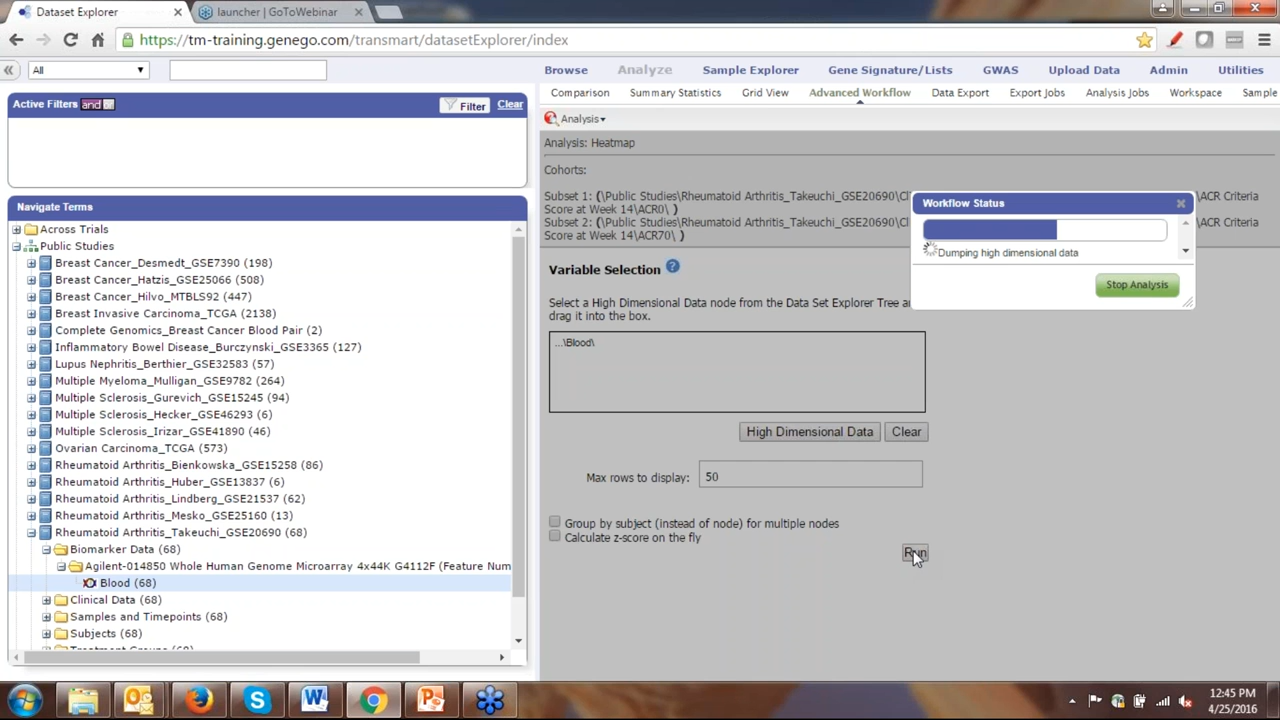 Dataset Explorer
launcher | GoToWebinar
https://tm-training.genego.com/transmart/datasetExplorer/index
All
Browse Analyze Sample Explorer Gene Signature/Lists GWAS Upload Data Admin Utilities
Comparison Summary Statistics Grid View Advanced Workflow Data Export Export Jobs Analysis Jobs Workspace Sample
Active Filters and or Filter Clear
Analysis
Analysis: Heatmap
Cohorts:
Subset 1: (\Public Studies\Rheumatoid Arthritis_Takeuchi_GSE20690\Cl ACR Criteria
Score at Week 14\ACR0\ )
Subset 2: (\Public Studies\Rheumatoid Arthritis_Takeuchi_GSE20690\Cl ACR Criteria
Score at Week 14\ACR70\ )
Workflow Status
Dumping high dimensional data
Stop Analysis
Variable Selection ?
Select a High Dimensional Data node from the Data Set Explorer Tree an
drag it into the box.
...\Blood\
High Dimensional Data Clear
Max rows to display: 50
Group by subject (instead of node) for multiple nodes
Calculate z-score on the fly
Run
Navigate Terms
Across Trials
Public Studies
Breast Cancer_Desmedt_GSE7390 (198)
Breast Cancer_Hatzis_GSE25066 (508)
Breast Cancer_Hilvo_MTBLS92 (447)
Breast Invasive Carcinoma_TCGA (2138)
Complete Genomics_Breast Cancer Blood Pair (2)
Inflammatory Bowel Disease_Burczynski_GSE3365 (127)
Lupus Nephritis_Berthier_GSE32583 (57)
Multiple Myeloma_Mulligan_GSE9782 (264)
Multiple Sclerosis_Gurevich_GSE15245 (94)
Multiple Sclerosis_Hecker_GSE46293 (6)
Multiple Sclerosis_Irizar_GSE41890 (46)
Ovarian Carcinoma_TCGA (573)
Rheumatoid Arthritis_Bienkowska_GSE15258 (86)
Rheumatoid Arthritis_Huber_GSE13837 (6)
Rheumatoid Arthritis_Lindberg_GSE21537 (62)
Rheumatoid Arthritis_Mesko_GSE25160 (13)
Rheumatoid Arthritis_Takeuchi_GSE20690 (68)
Biomarker Data (68)
Agilent-014850 Whole Human Genome Microarray 4x44K G4112F (Feature Num
Blood (68)
Clinical Data (68)
Samples and Timepoints (68)
Subjects (68)
Treatment Groups (68)
12:45 PM
4/25/2016